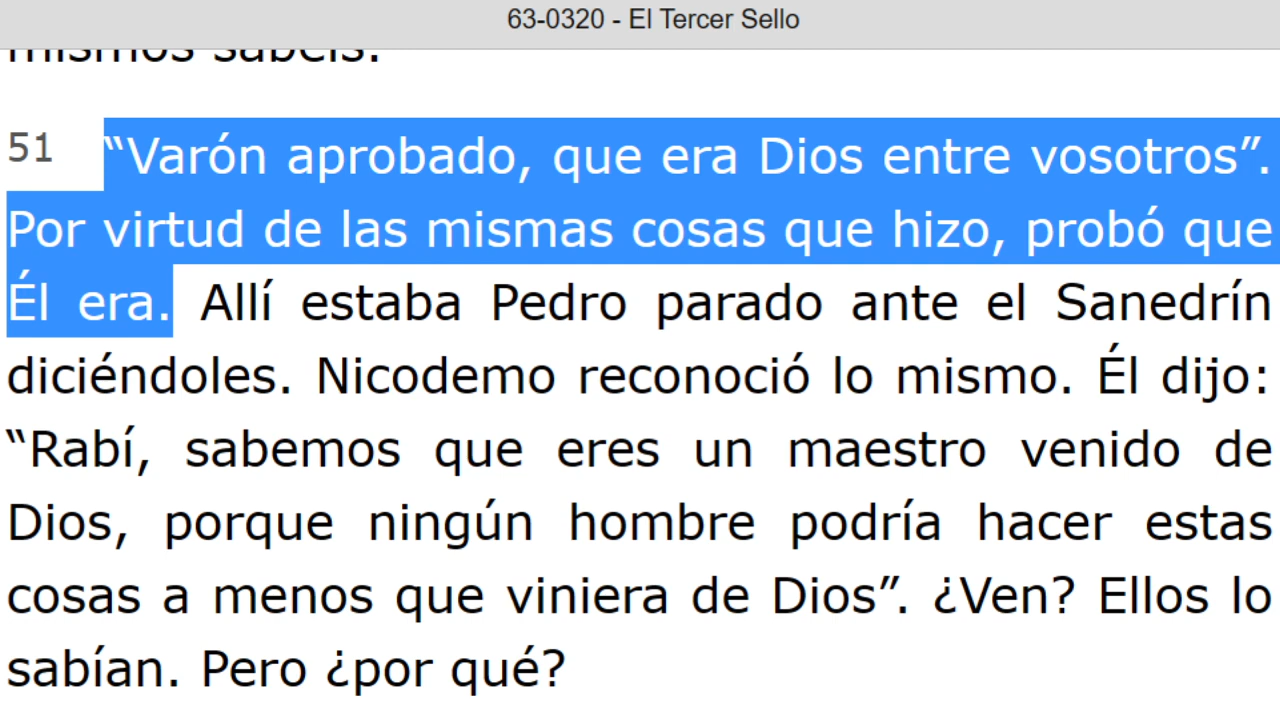 63-0320 - El Tercer Sello
mismos sabéis.
51 “Varón aprobado, que era Dios entre vosotros”.
Por virtud de las mismas cosas que hizo, probó que
Él era. Allí estaba Pedro parado ante el Sanedrín
diciéndoles. Nicodemo reconoció lo mismo. Él dijo:
“Rabí, sabemos que eres un maestro venido de
Dios, porque ningún hombre podría hacer estas
cosas a menos que viniera de Dios”. ¿Ven? Ellos lo
sabían. Pero ¿por qué?